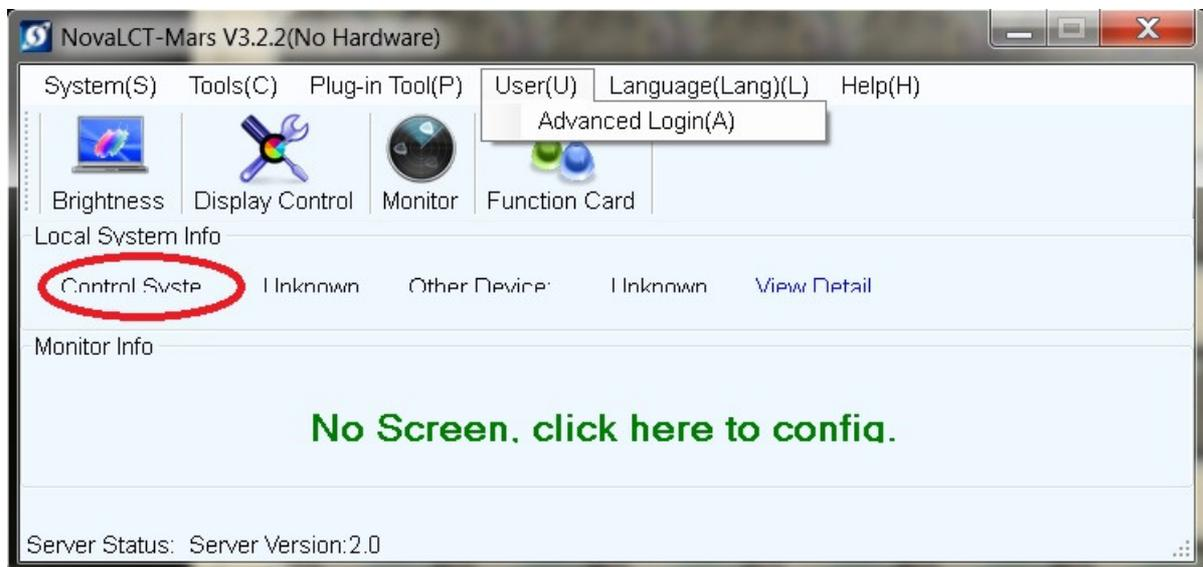 NovaLCT-Mars V3.2.2(No Hardware)
System(S) Tools(C) Plug-in Tool(P) User(U) Language(Lang)(L) Help(H)
Advanced Login(A)
Brightness Display Control Monitor Function Card
Local System Info
Control Syste Unknown Other Device: Unknown View Detail
Monitor Info
No Screen, click here to config.
Server Status: Server Version:2.0